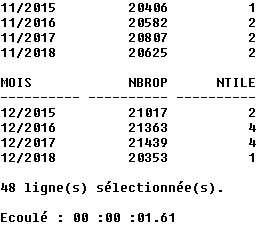 11/2015 20406 1
11/2016 20582 2
11/2017 20807 2
11/2018 20625 2
MOIS NBROP NTILE
---------- ---------- ----------
12/2015 21017 2
12/2016 21363 4
12/2017 21439 4
12/2018 20353 1
48 ligne(s) sélectionnée(s).
Ecoulé : 00 :00 :01.61